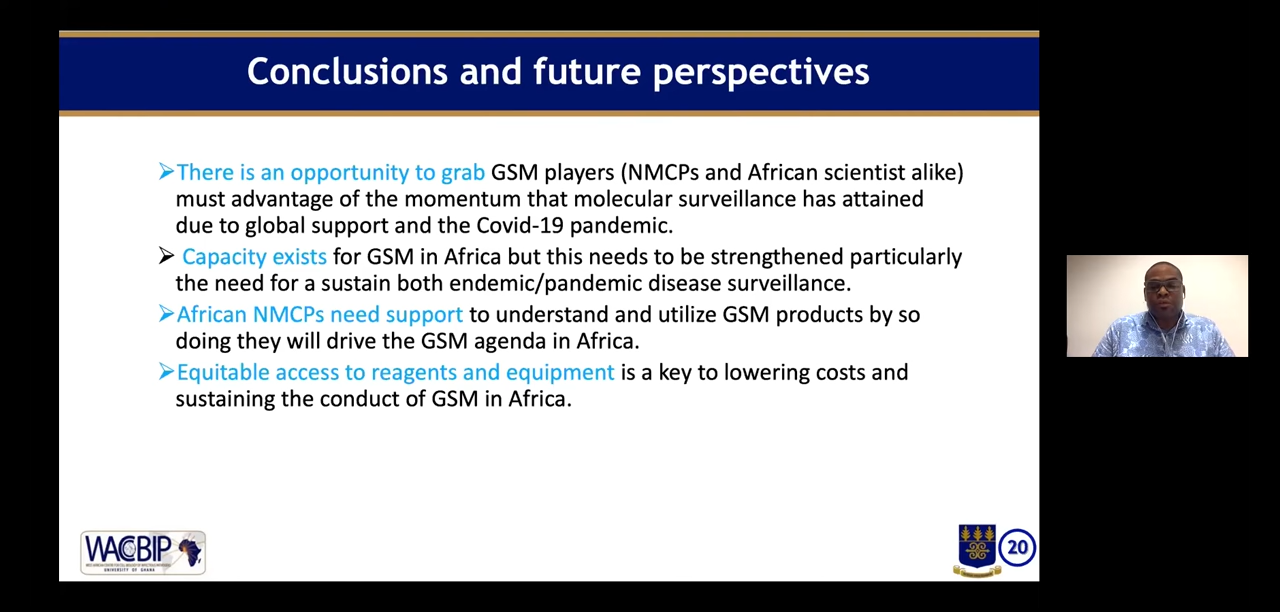 Conclusions and future perspectives
➢There is an opportunity to grab GSM players (NMCPs and African scientist alike)
must advantage of the momentum that molecular surveillance has attained
due to global support and the Covid-19 pandemic.
➢ Capacity exists for GSM in Africa but this needs to be strengthened particularly
the need for a sustain both endemic/pandemic disease surveillance.
➢African NMCPs need support to understand and utilize GSM products by so
doing they will drive the GSM agenda in Africa.
➢Equitable access to reagents and equipment is a key to lowering costs and
sustaining the conduct of GSM in Africa.
WACCBIP
UNIVERSITY OF GHANA
20